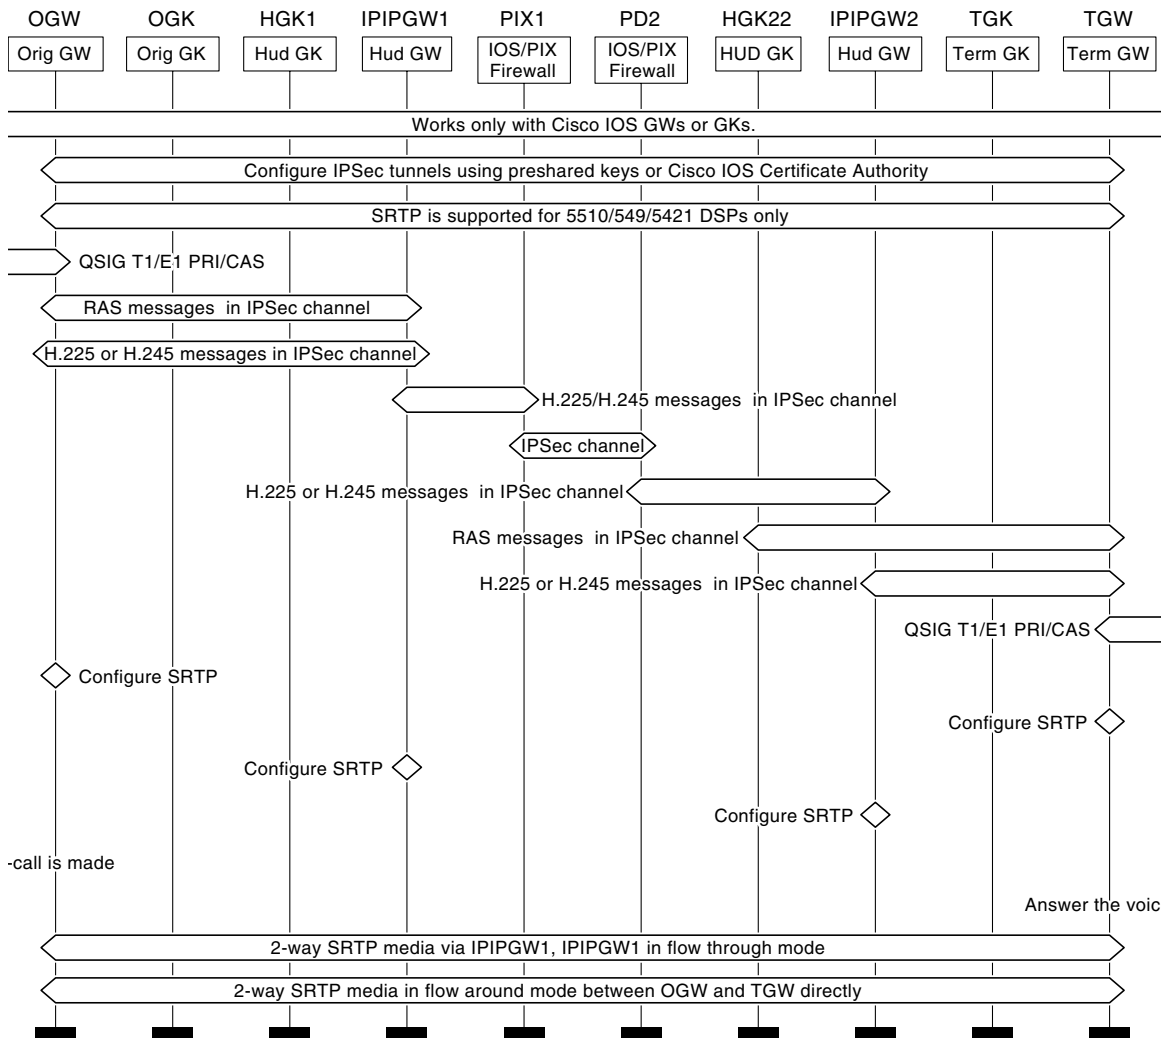 OGW OGK HGK1 IPIPGW1 PIX1 PD2 HGK22 IPIPGW2 TGK TGW
Orig GW Orig GK Hud GK Hud GW IOS/PIX IOS/PIX HUD GK Hud GW Term GK Term GW
Firewall Firewall
Works only with Cisco IOS GWs or GKs.
Configure IPSec tunnels using preshared keys or Cisco IOS Certificate Authority
SRTP is supported for 5510/549/5421 DSPs only
QSIG T1/E1 PRI/CAS
RAS messages in IPSec channel
H.225 or H.245 messages in IPSec channel
H.225/H.245 messages in IPSec channel
IPSec channel
H.225 or H.245 messages in IPSec channel
RAS messages in IPSec channel
H.225 or H.245 messages in IPSec channel
QSIG T1/E1 PRI/CAS
Configure SRTP
Configure SRTP
Configure SRTP
Configure SRTP
-call is made
Answer the voic
2-way SRTP media via IPIPGW1, IPIPGW1 in flow through mode
2-way SRTP media in flow around mode between OGW and TGW directly